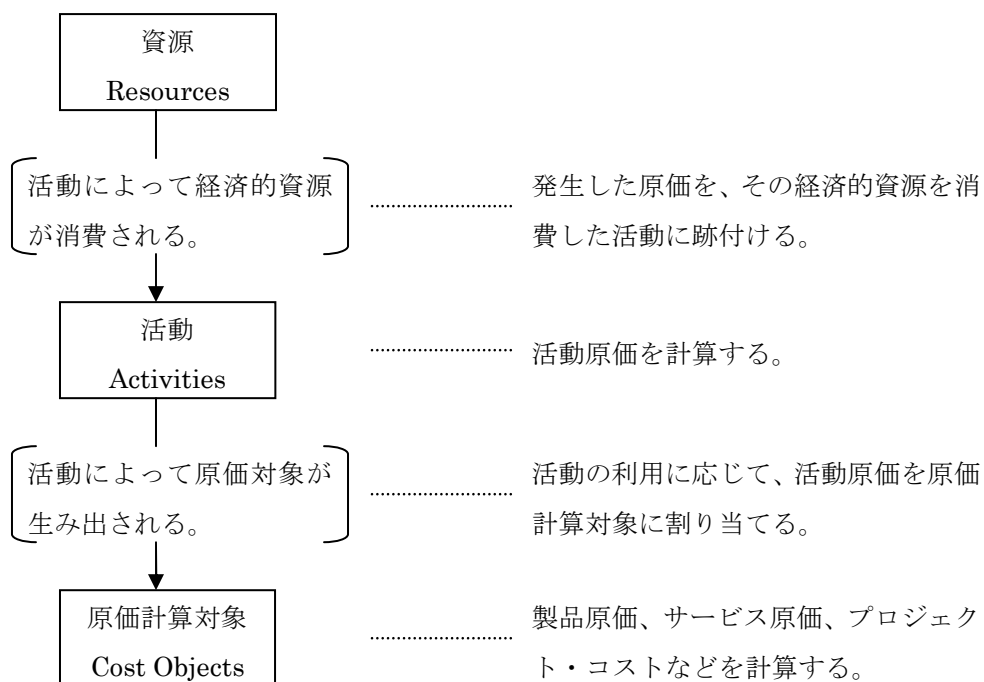 資源
Resources
活動によって経済的資源
が消費される。
発生した原価を、その経済的資源を消
費した活動に跡付ける。
活動
Activities
活動原価を計算する。
活動によって原価対象が
生み出される。
活動の利用に応じて、活動原価を原価
計算対象に割り当てる。
原価計算対象
Cost Objects
製品原価、サービス原価、プロジェク
ト・コストなどを計算する。